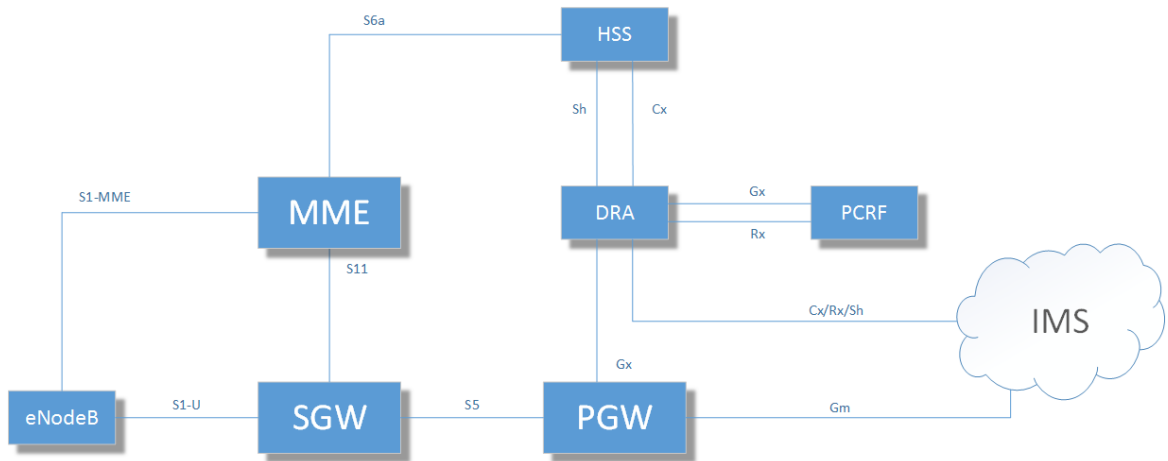 S6a
HSS
Sh
Cx
S1-MME
MME
DRA
Gx
Rx
PCRF
S11
Cx/Rx/Sh
IMS
Gx
eNodeB
S1-U
SGW
S5
PGW
Gm